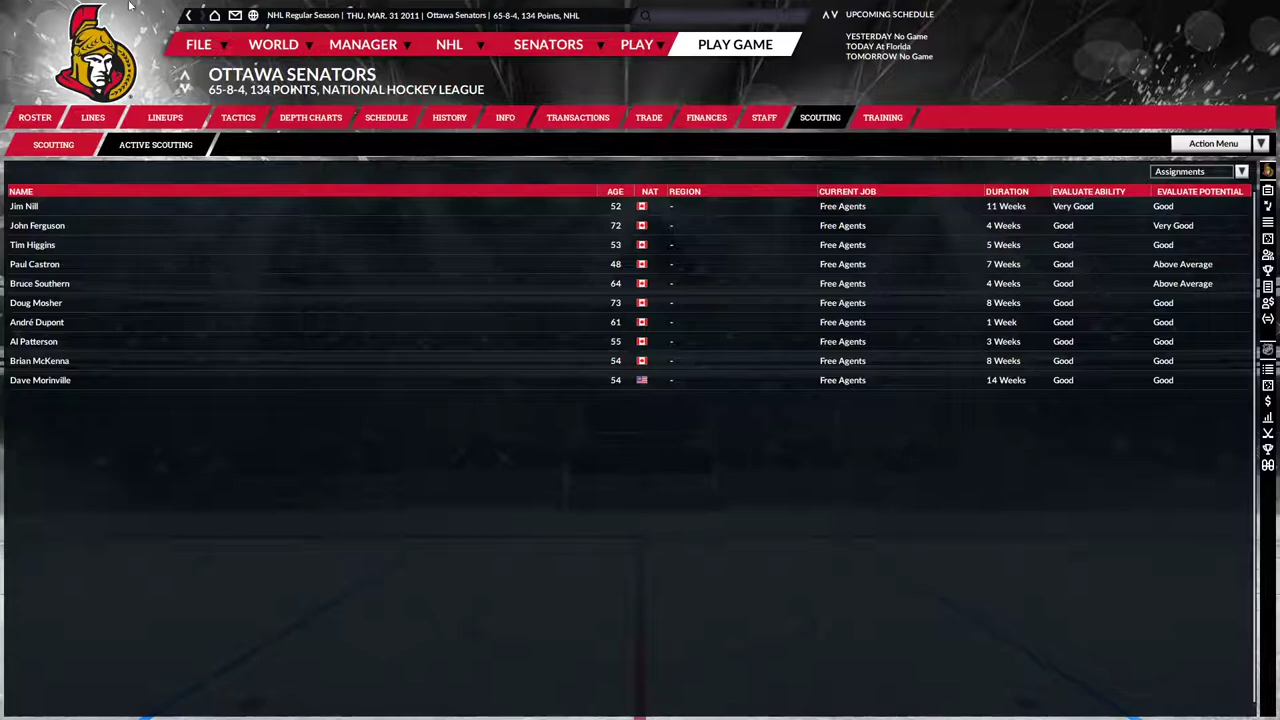 NHL Regular Season | THU. MAR. 31 2011 | Ottawa Senators | 65-8-4, 134 Points, NHL
UPCOMING SCHEDULE
YESTERDAY No Game
TODAY At Florida
TOMORROW No Game
FILE WORLD MANAGER NHL SENATORS PLAY PLAY GAME
OTTAWA SENATORS
65-8-4, 134 POINTS, NATIONAL HOCKEY LEAGUE
ROSTER LINES LINEUPS TACTICS DEPTH CHARTS SCHEDULE HISTORY INFO TRANSACTIONS TRADE FINANCES STAFF SCOUTING TRAINING
SCOUTING ACTIVE SCOUTING Action Menu
Assignments
NAME AGE NAT REGION CURRENT JOB DURATION EVALUATE ABILITY EVALUATE POTENTIAL
Jim Nill 52 - Free Agents 11 Weeks Very Good Good
John Ferguson 72 - Free Agents 4 Weeks Good Very Good
Tim Higgins 53 - Free Agents 5 Weeks Good Good
Paul Castron 48 - Free Agents 7 Weeks Good Above Average
Bruce Southern 64 - Free Agents 4 Weeks Good Above Average
Doug Mosher 73 - Free Agents 8 Weeks Good Good
André Dupont 61 - Free Agents 1 Week Good Good
Al Patterson 55 - Free Agents 3 Weeks Good Good
Brian McKenna 54 - Free Agents 8 Weeks Good Good
Dave Morinville 54 - Free Agents 14 Weeks Good Good